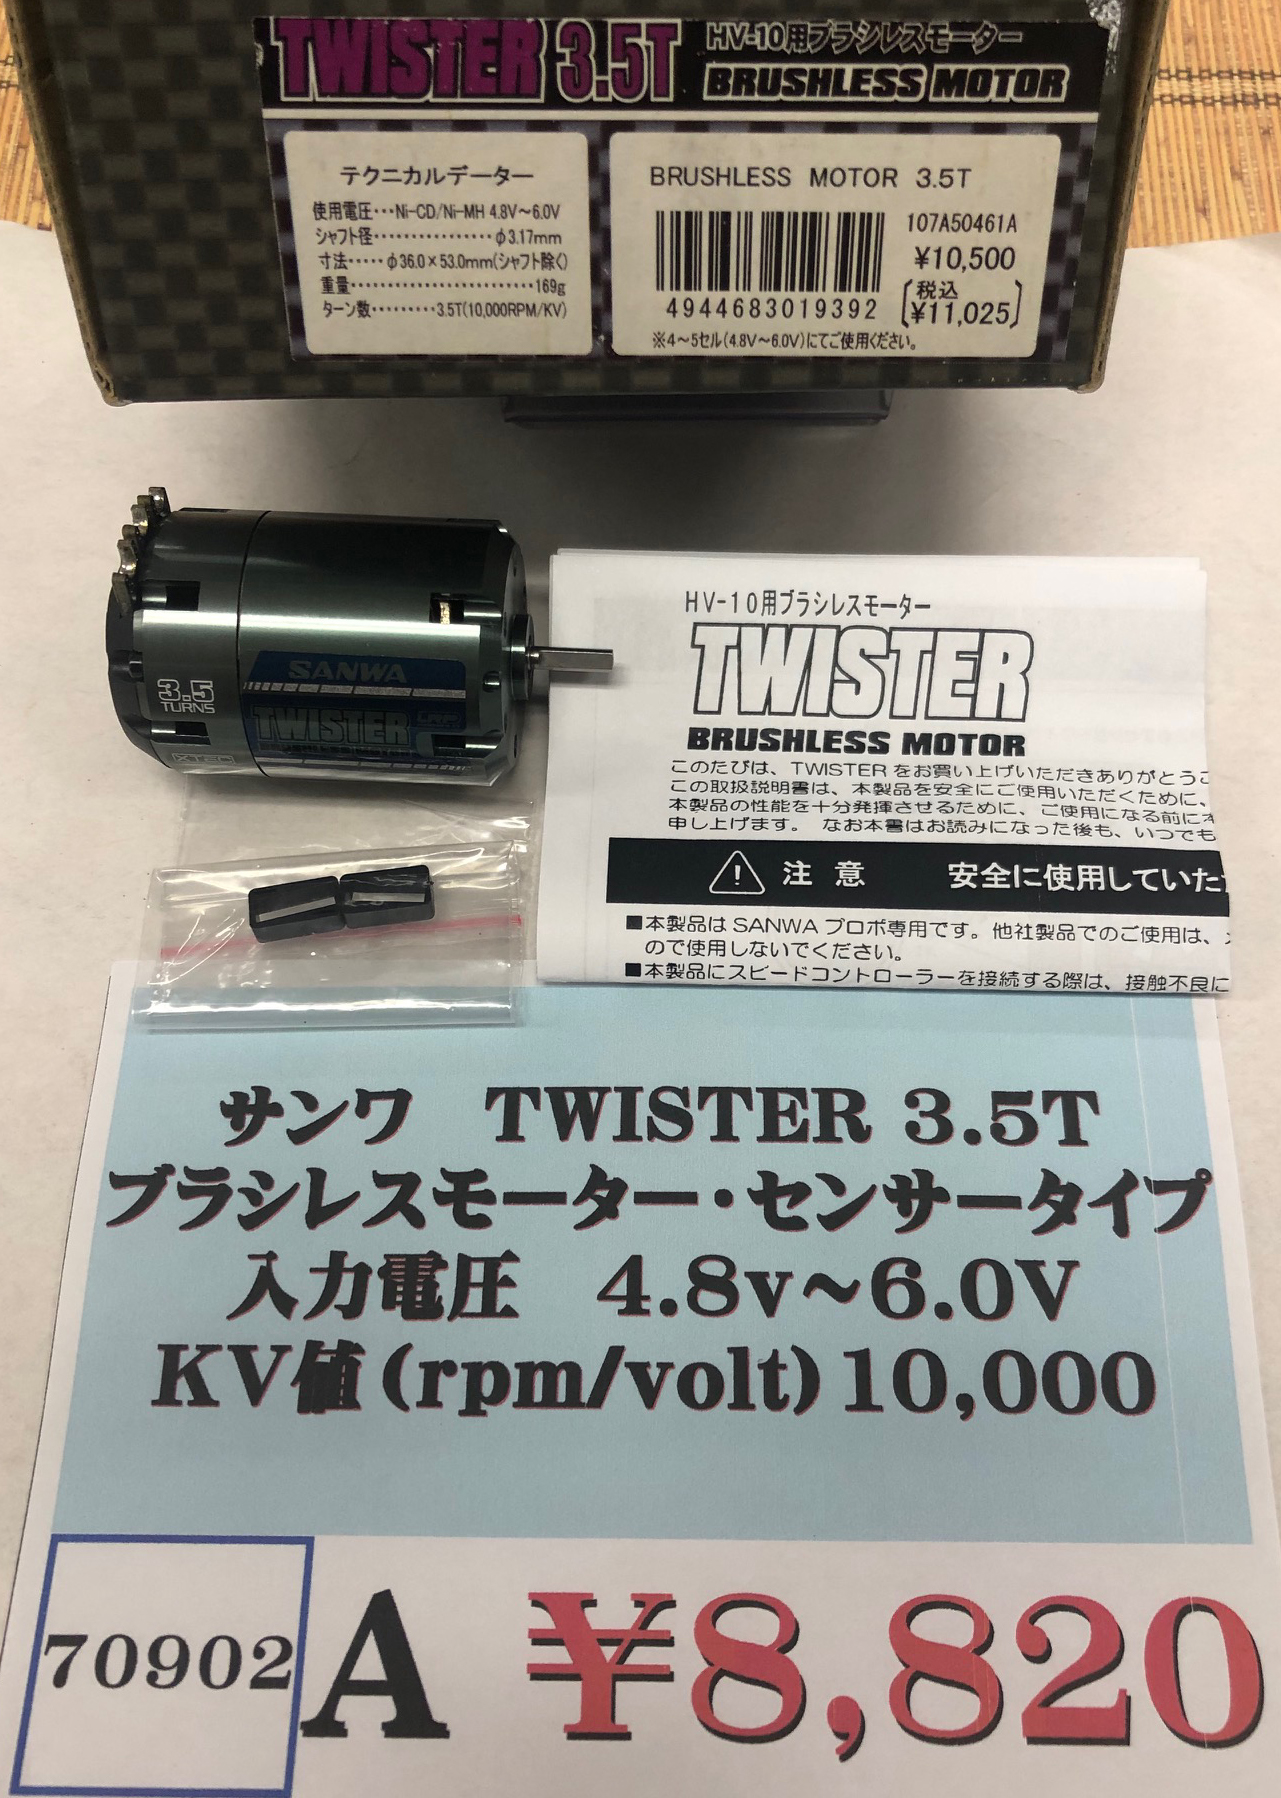 TWISTER 3.5T
HV-10用ブラシレスモーター
BRUSHLESS MOTOR
テクニカルデーター
使用電圧・・・Ni-CD/Ni-MH 4.8V～6.0V
シャフト径・・・・・・・・・・・・・・・・φ3.17mm
寸法・・・・・φ36.0×53.0mm(シャフト除く)
重量・・・・・・・・・・・・・・・・・・・・・・・・・・169g
ターン数・・・・・・・・・3.5T(10,000RPM/KV)
BRUSHLESS MOTOR 3.5T
107A50461A
¥10,500
税込
¥11,025
4944683019392
※4～5セル(4.8V～6.0V)にてご使用ください。
3.5
TURNS
XTEC
SANWA
TWISTER LRP
BRUSHLESS MOTOR
HV-10用ブラシレスモーター
TWISTER
BRUSHLESS MOTOR
このたびは、TWISTERをお買い上げいただきありがとうご
この取扱説明書は、本製品を安全にご使用いただくために、
本製品の性能を十分発揮させるために、ご使用になる前に本
申し上げます。 なお本書はお読みになった後も、いつでも
注 意 安全に使用していた
■本製品はSANWAプロポ専用です。他社製品でのご使用は、
ので使用しないでください。
■本製品にスピードコントローラーを接続する際は、接触不良に
サンワ TWISTER 3.5T
ブラシレスモーター・センサータイプ
入力電圧 4.8v～6.0V
KV値(rpm/volt)10,000
70902 A ¥8,820